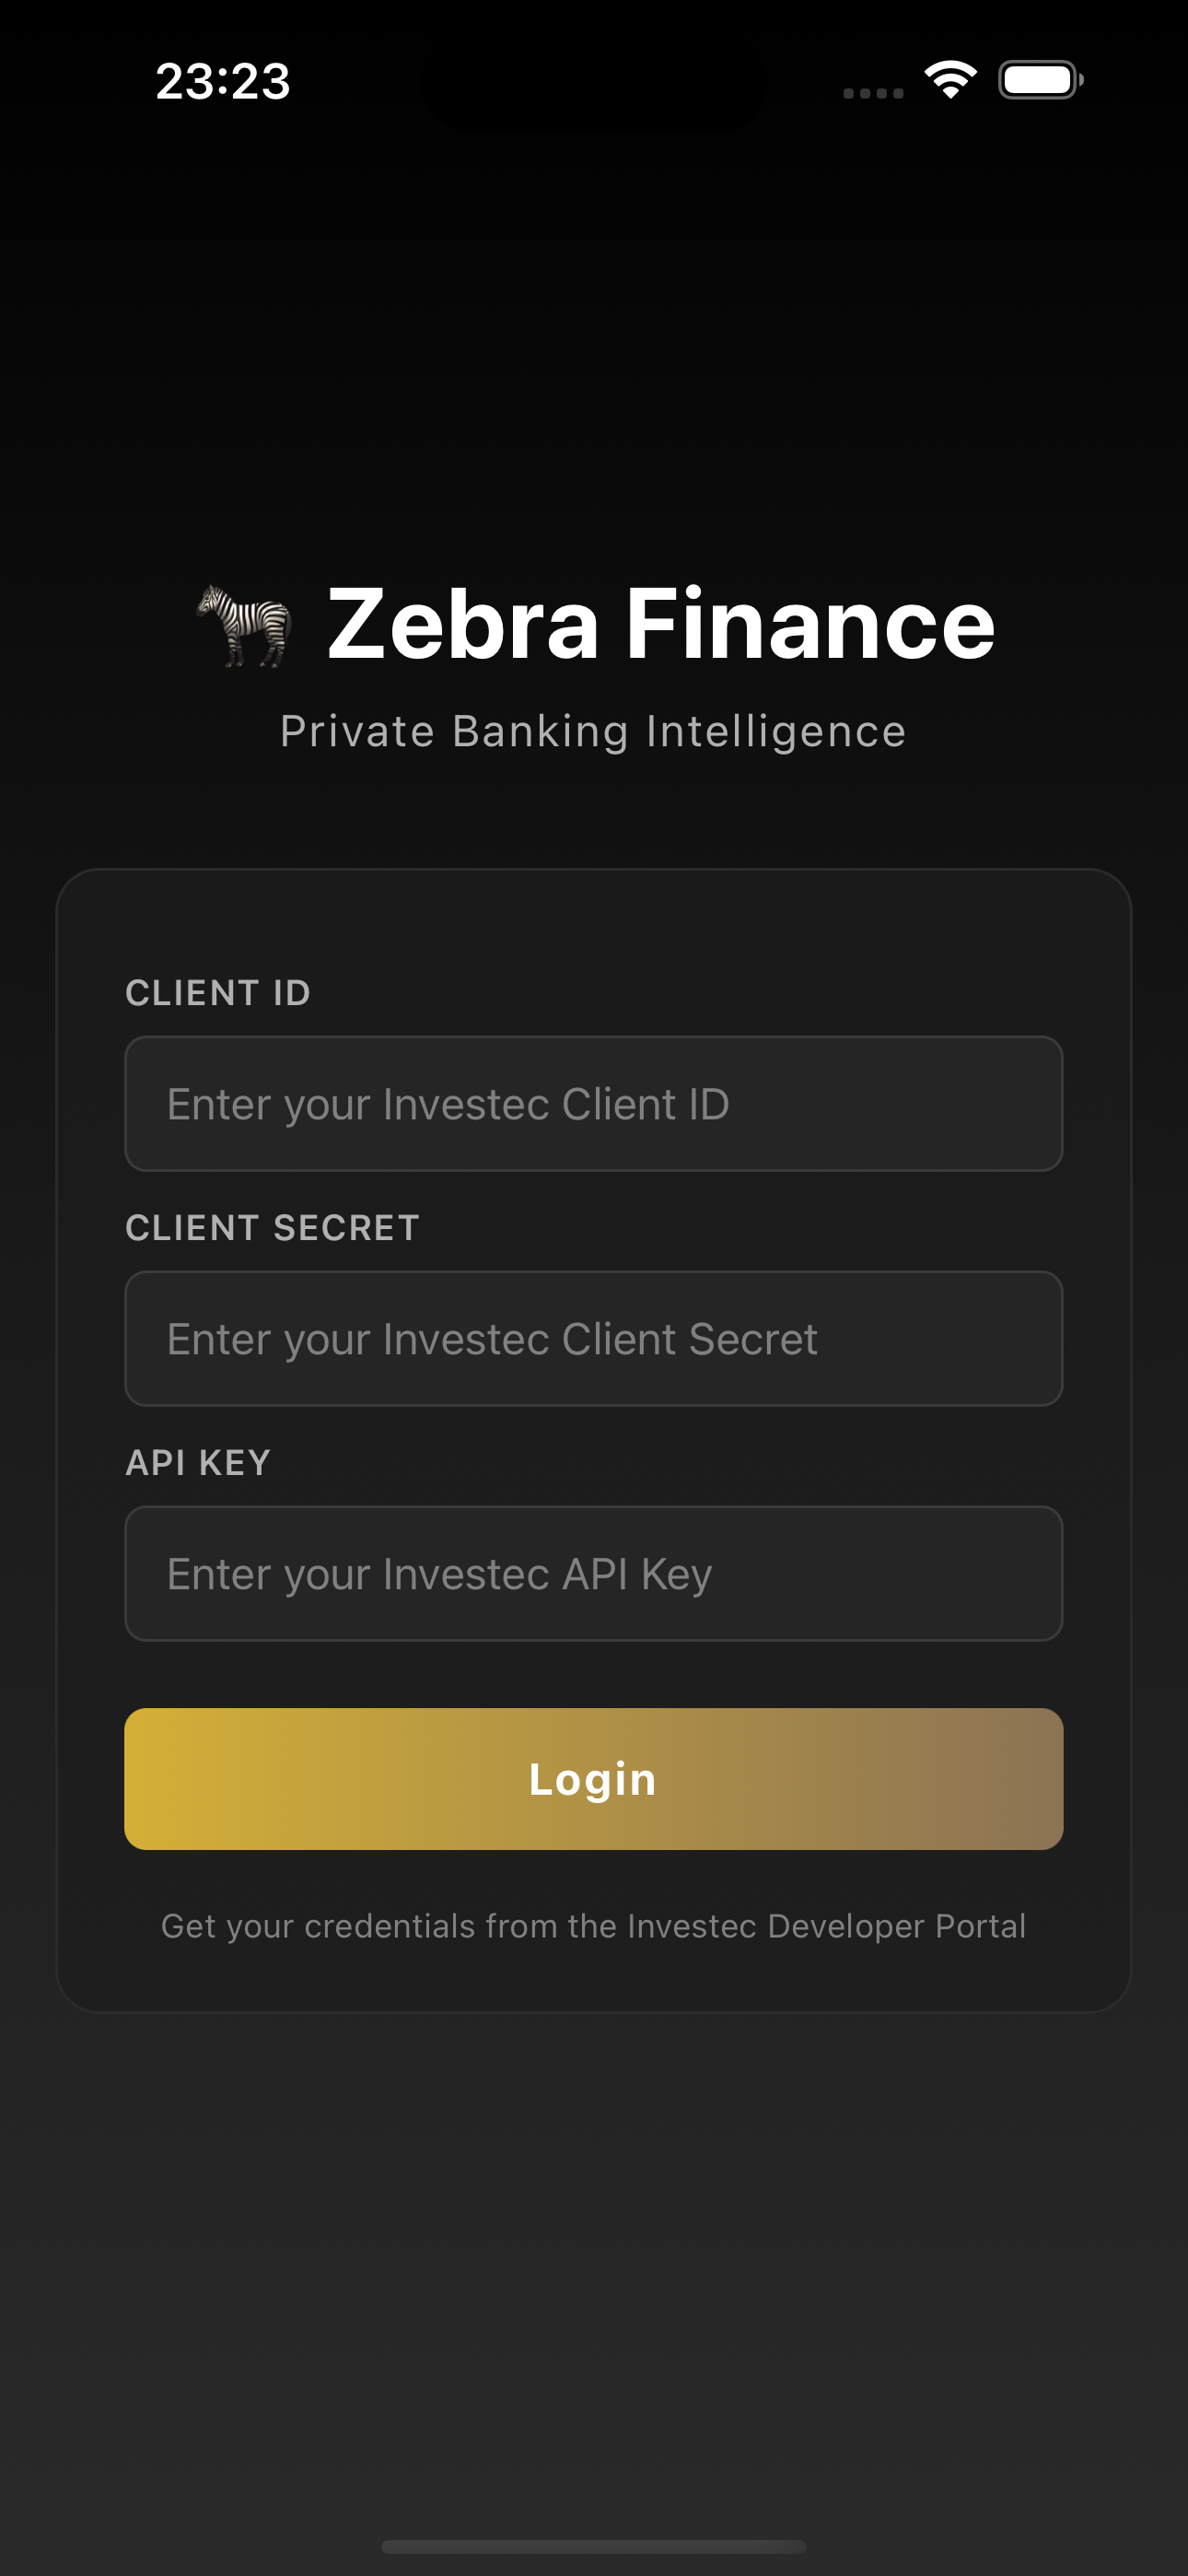 23:23
🦓 Zebra Finance
Private Banking Intelligence
CLIENT ID
Enter your Investec Client ID
CLIENT SECRET
Enter your Investec Client Secret
API KEY
Enter your Investec API Key
Login
Get your credentials from the Investec Developer Portal